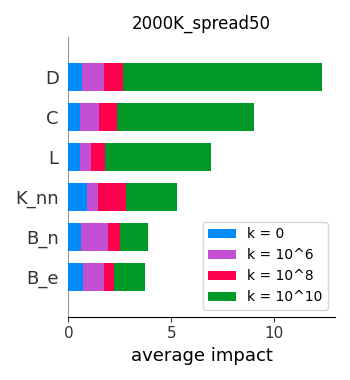 2000K_spread50
D
C
L
K_nn
B_n
B_e
k = 0
k = 10^6
k = 10^8
k = 10^10
0 5 10
average impact